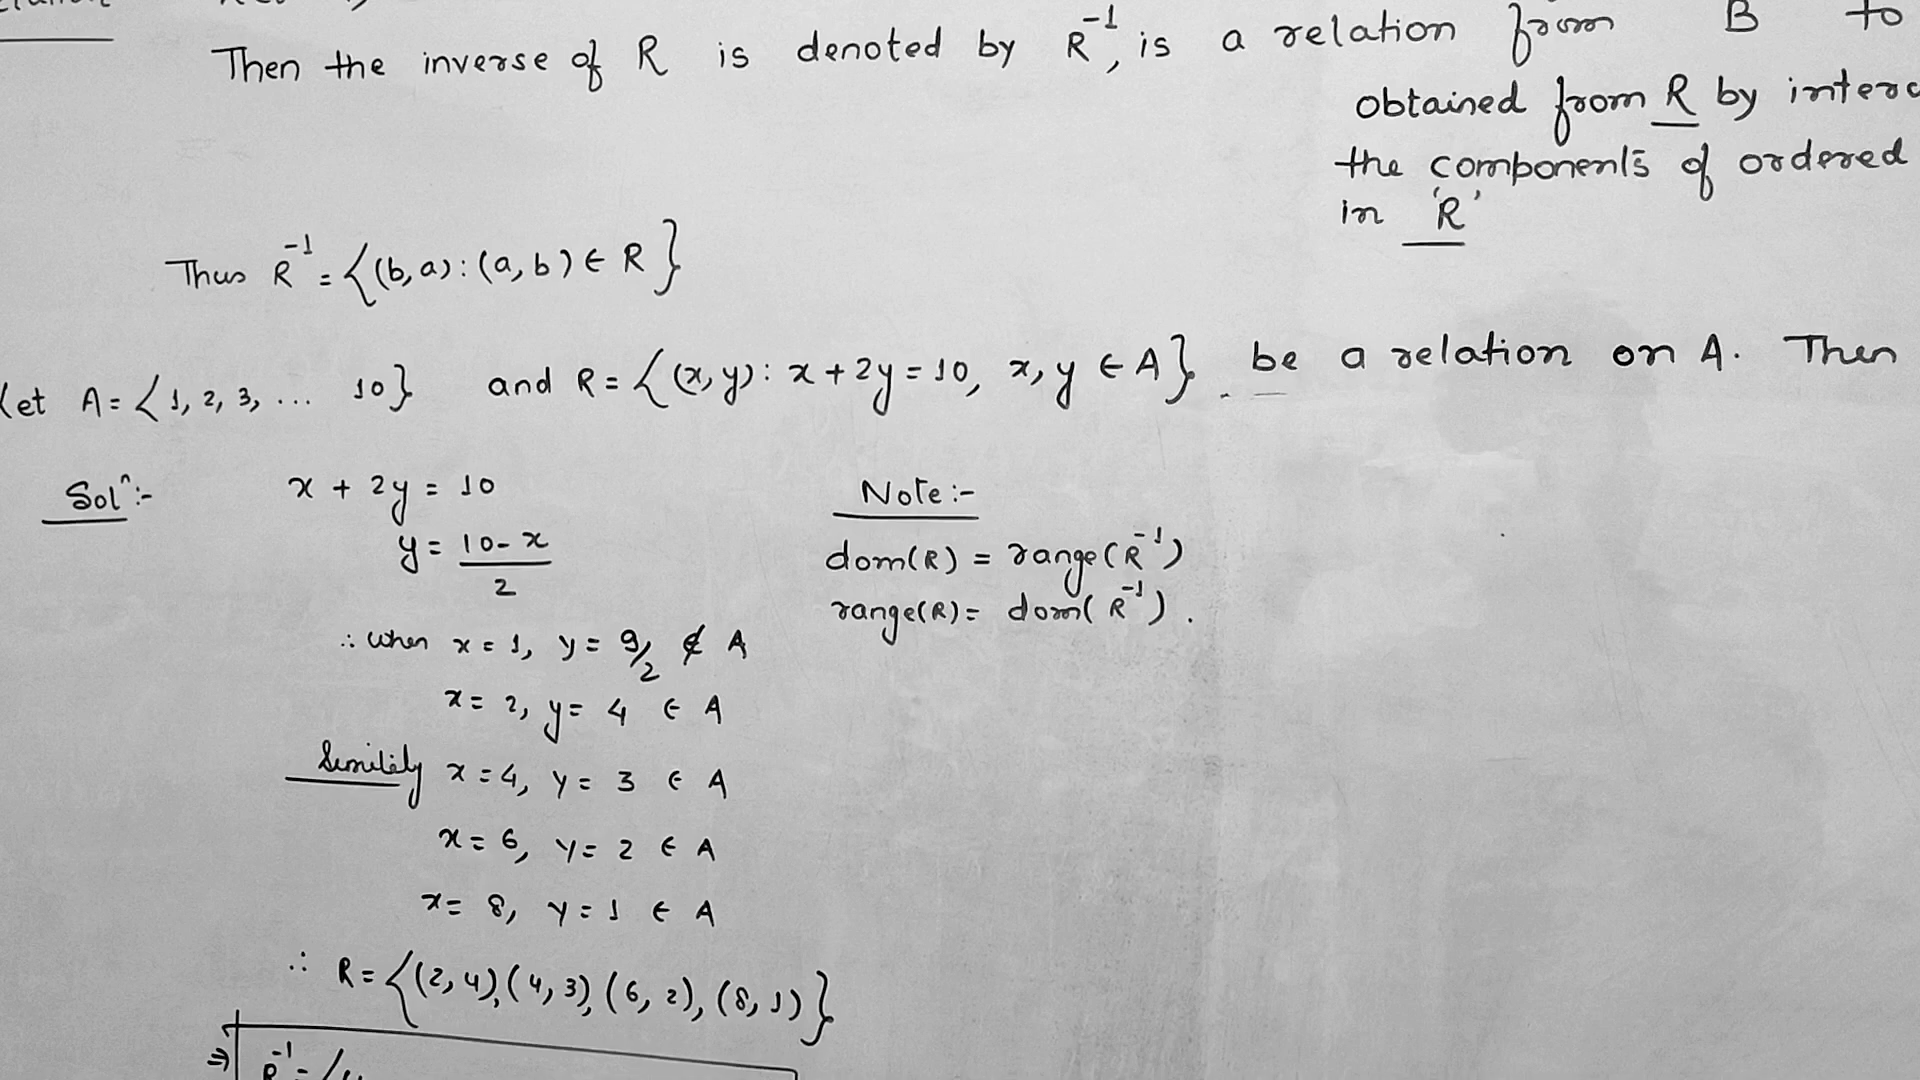 Then the inverse of R is denoted by R⁻¹, is a relation from B to
obtained from R by interc
the components of ordered
in 'R'
Thus R⁻¹ = {(b,a) : (a,b) ∈ R}
Let A = {1, 2, 3, ... 10} and R = {(x,y) : x + 2y = 10, x, y ∈ A} be a relation on A. Then
Solⁿ :-
x + 2y = 10
y = (10-x)/2
∴ when x = 1, y = 9/2 ∉ A
x = 2, y = 4 ∈ A
Similarly x = 4, y = 3 ∈ A
x = 6, y = 2 ∈ A
x = 8, y = 1 ∈ A
∴ R = {(2,4), (4,3), (6,2), (8,1)}
⇒ R⁻¹ = {
Note :-
dom(R) = range(R⁻¹)
range(R) = dom(R⁻¹).